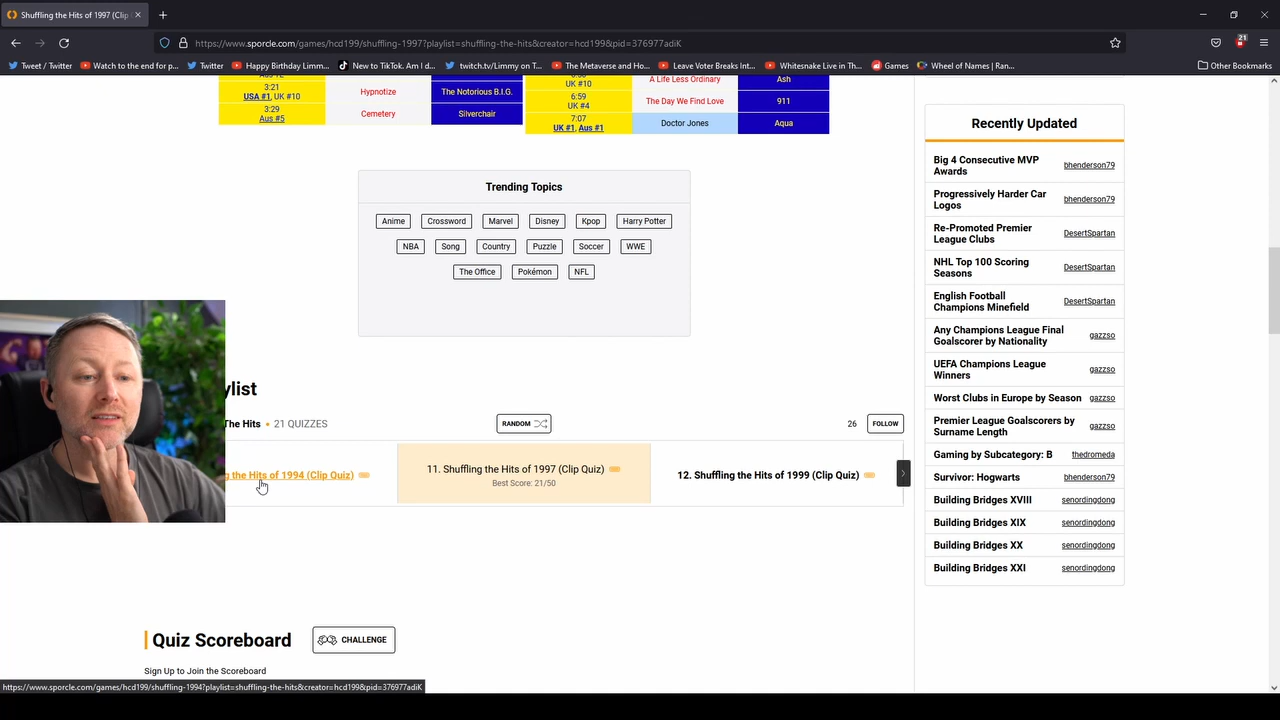 Shuffling the Hits of 1997 (Clip
https://www.sporcle.com/games/hcd199/shuffling-1997?playlist=shuffling-the-hits&creator=hcd199&pid=376977adiK
21
Tweet / Twitter
Watch to the end for p...
Happy Birthday Limm...
New to TikTok. Am I d...
twitch.tv/Limmy on T...
The Metaverse and Ho...
Leave Voter Breaks Int...
Whitesnake Live in Th...
Games
Wheel of Names | Ran...
Other Bookmarks
3:21
USA #1, UK #10
Hypnotize
The Notorious B.I.G.
3:29
Aus #5
Cemetery
Silverchair
UK #10
A Life Less Ordinary
Ash
6:59
UK #4
The Day We Find Love
911
7:07
UK #1, Aus #1
Doctor Jones
Aqua
Trending Topics
Anime
Crossword
Marvel
Disney
Kpop
Harry Potter
NBA
Song
Country
Puzzle
Soccer
WWE
The Office
Pokémon
NFL
ylist
The Hits • 21 QUIZZES
RANDOM
26
FOLLOW
g the Hits of 1994 (Clip Quiz)
11. Shuffling the Hits of 1997 (Clip Quiz)
Best Score: 21/50
12. Shuffling the Hits of 1999 (Clip Quiz)
Quiz Scoreboard
CHALLENGE
Sign Up to Join the Scoreboard
Recently Updated
Big 4 Consecutive MVP
Awards
bhenderson79
Progressively Harder Car
Logos
bhenderson79
Re-Promoted Premier
League Clubs
DesertSpartan
NHL Top 100 Scoring
Seasons
DesertSpartan
English Football
Champions Minefield
DesertSpartan
Any Champions League Final
Goalscorer by Nationality
gazzso
UEFA Champions League
Winners
gazzso
Worst Clubs in Europe by Season
gazzso
Premier League Goalscorers by
Surname Length
gazzso
Gaming by Subcategory: B
thedromeda
Survivor: Hogwarts
bhenderson79
Building Bridges XVIII
senordingdong
Building Bridges XIX
senordingdong
Building Bridges XX
senordingdong
Building Bridges XXI
senordingdong
https://www.sporcle.com/games/hcd199/shuffling-1994?playlist=shuffling-the-hits&creator=hcd199&pid=376977adiK